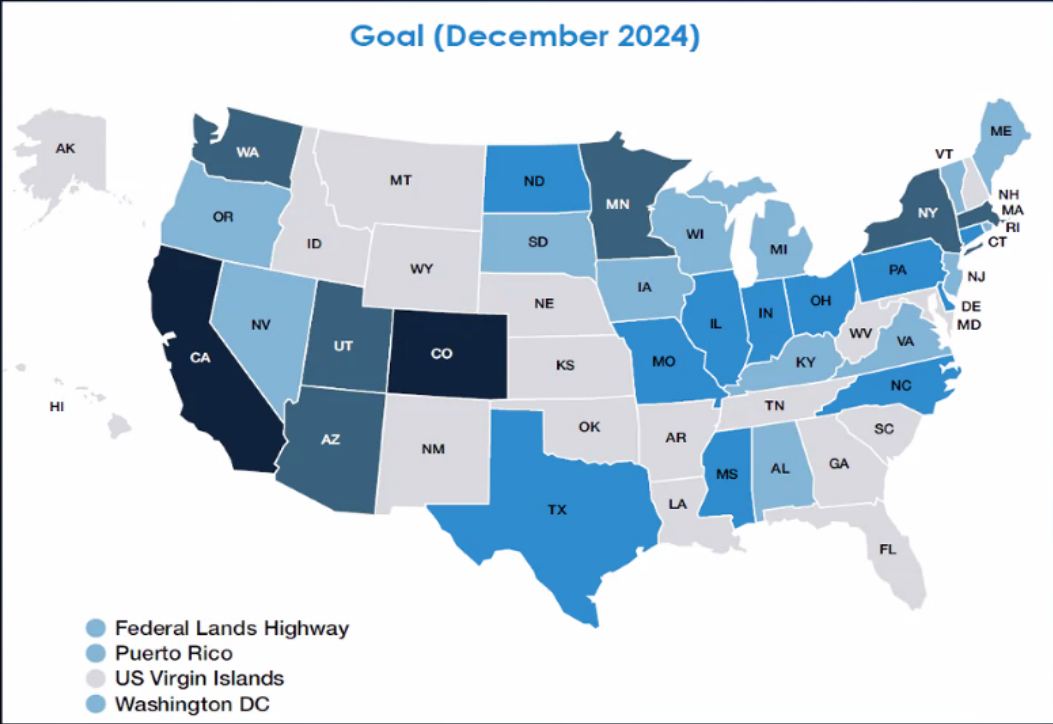 Goal (December 2024)
ME
AK
WA
VT
MT
ND
NH
MN
NY
MA
OR
RI
SD
WI
ID
MI
CT
WY
PA
NJ
IA
NE
OH
DE
NV
IL
IN
MD
WV
UT
VA
CO
CA
MO
KY
KS
NC
HI
TN
OK
SC
AR
AZ
NM
GA
AL
MS
LA
TX
FL
Federal Lands Highway
Puerto Rico
US Virgin Islands
Washington DC